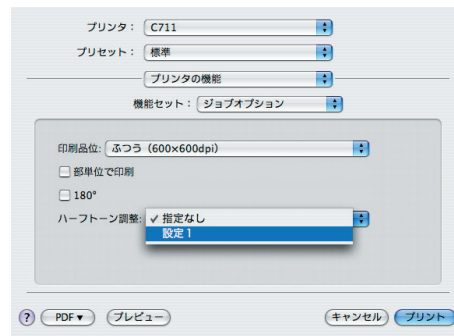 プリンタ： C711
プリセット： 標準
プリンタの機能
機能セット： ジョブオプション
印刷品位: ふつう（600×600dpi）
部単位で印刷
180°
ハーフトーン調整: ✓ 指定なし
設定 1
? PDF ▼ プレビュー キャンセル プリント